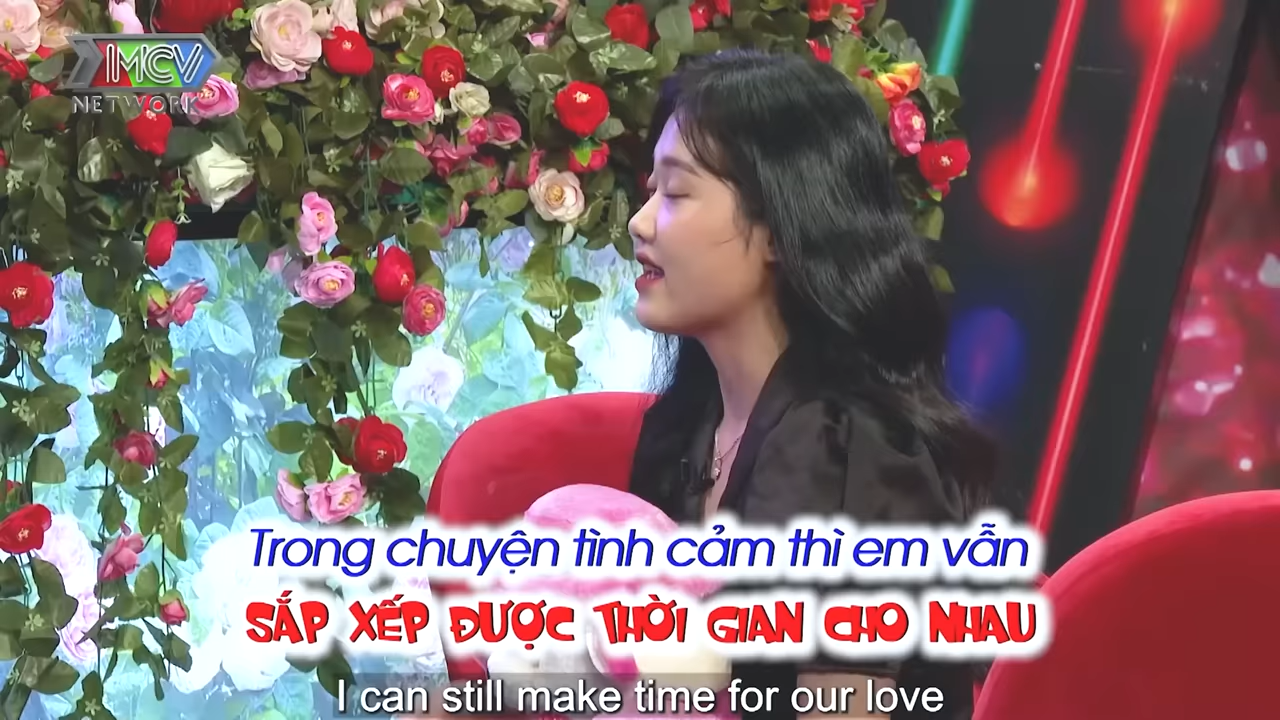 MCV
NETWORK
Trong chuyện tình cảm thì em vẫn
SẮP XẾP ĐƯỢC THỜI GIAN CHO NHAU
I can still make time for our love